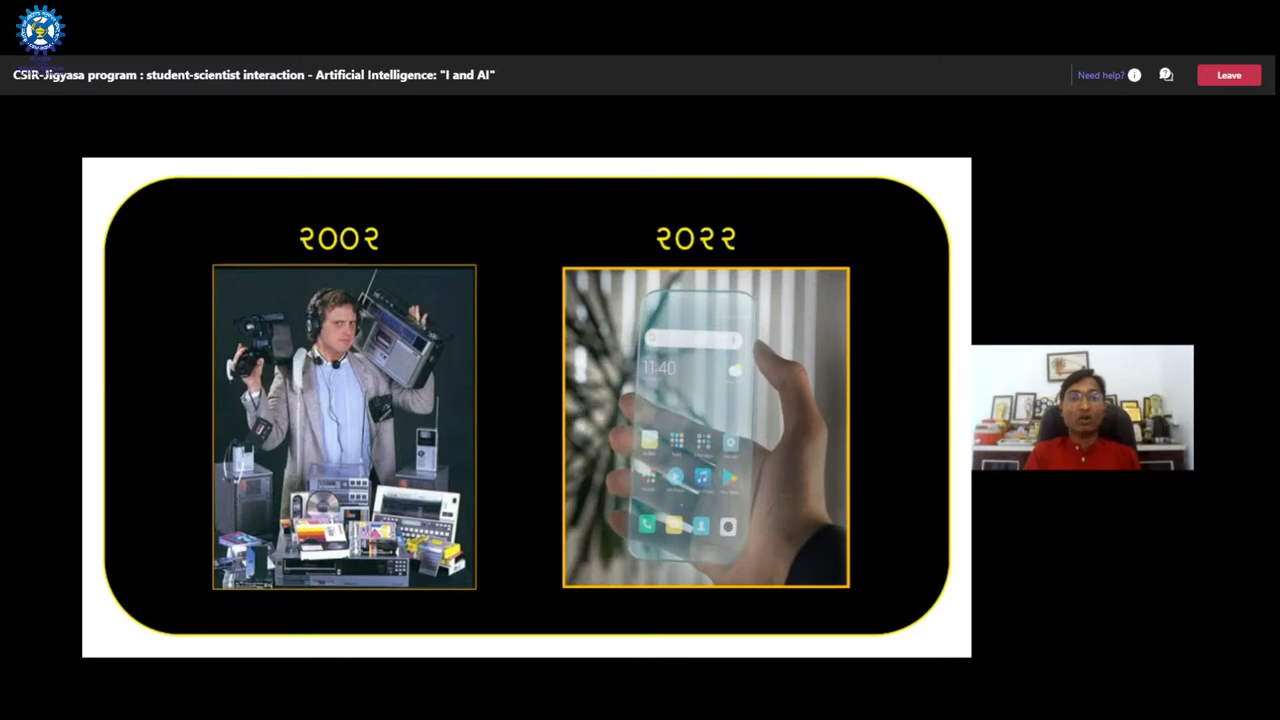 CSIR-Jigyasa program : student-scientist interaction - Artificial Intelligence: "I and AI"
Need help?
Leave
२००२
२०२२
11:40